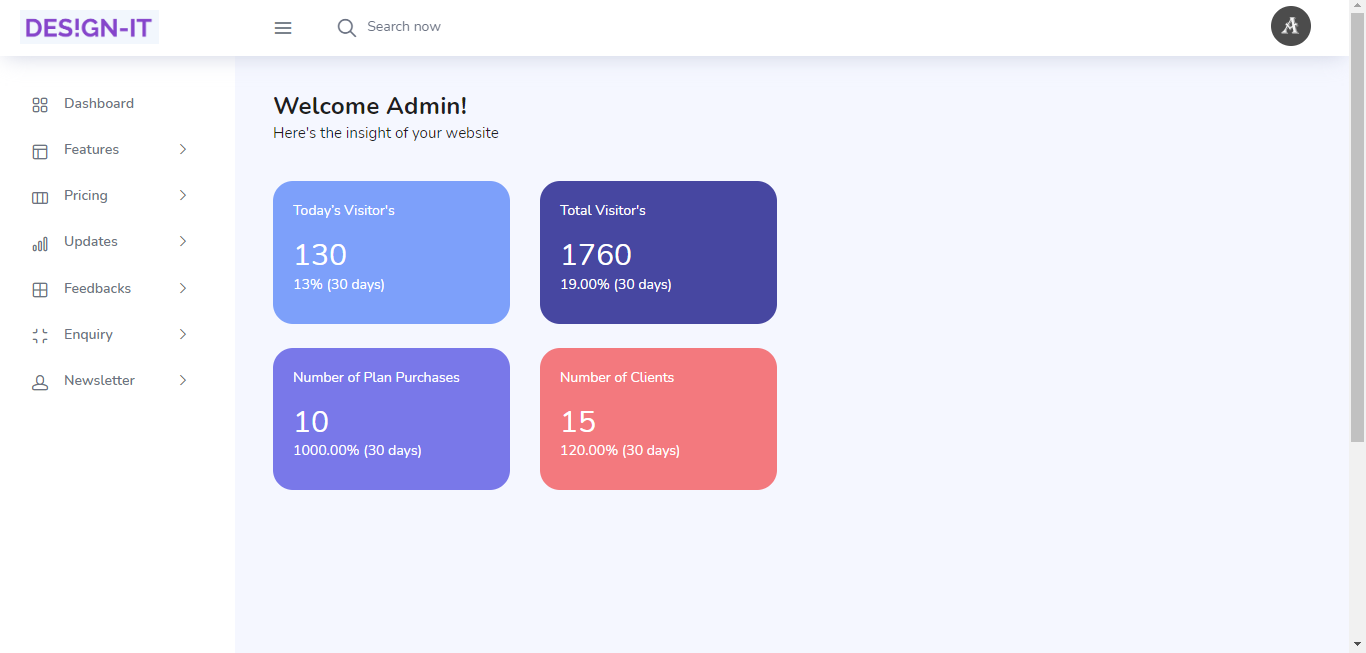 DES!GN-IT
Search now
Dashboard
Features
Pricing
Updates
Feedbacks
Enquiry
Newsletter
Welcome Admin!
Here's the insight of your website
Today's Visitor's
130
13% (30 days)
Total Visitor's
1760
19.00% (30 days)
Number of Plan Purchases
10
1000.00% (30 days)
Number of Clients
15
120.00% (30 days)
A